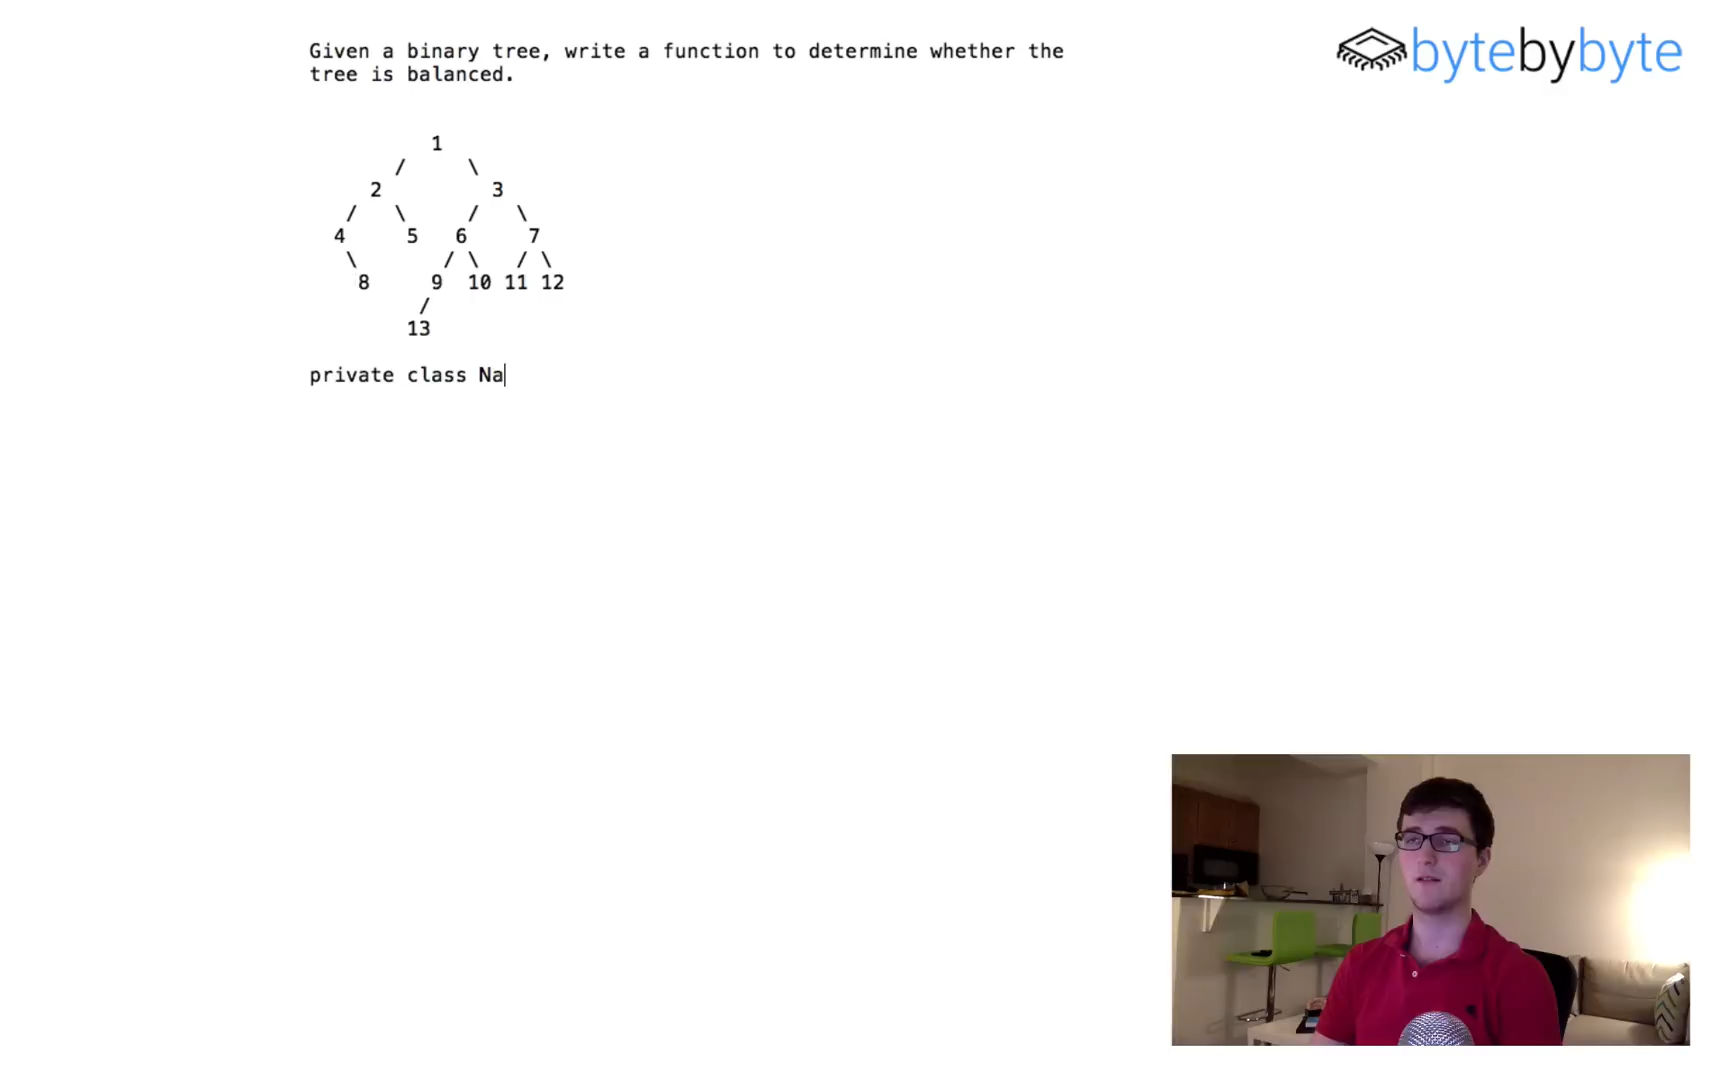 Given a binary tree, write a function to determine whether the
tree is balanced.
bytebybyte
1
/ \
2 3
/ \ / \
4 5 6 7
\ / \ / \
8 9 10 11 12
/
13
private class Na